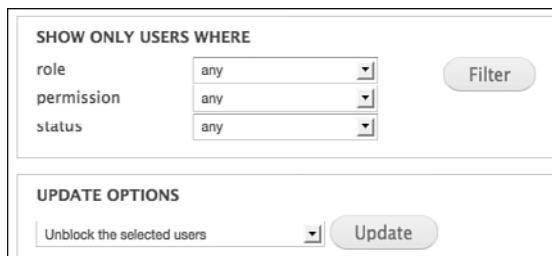 SHOW ONLY USERS WHERE
role any Filter
permission any
status any
UPDATE OPTIONS
Unblock the selected users Update